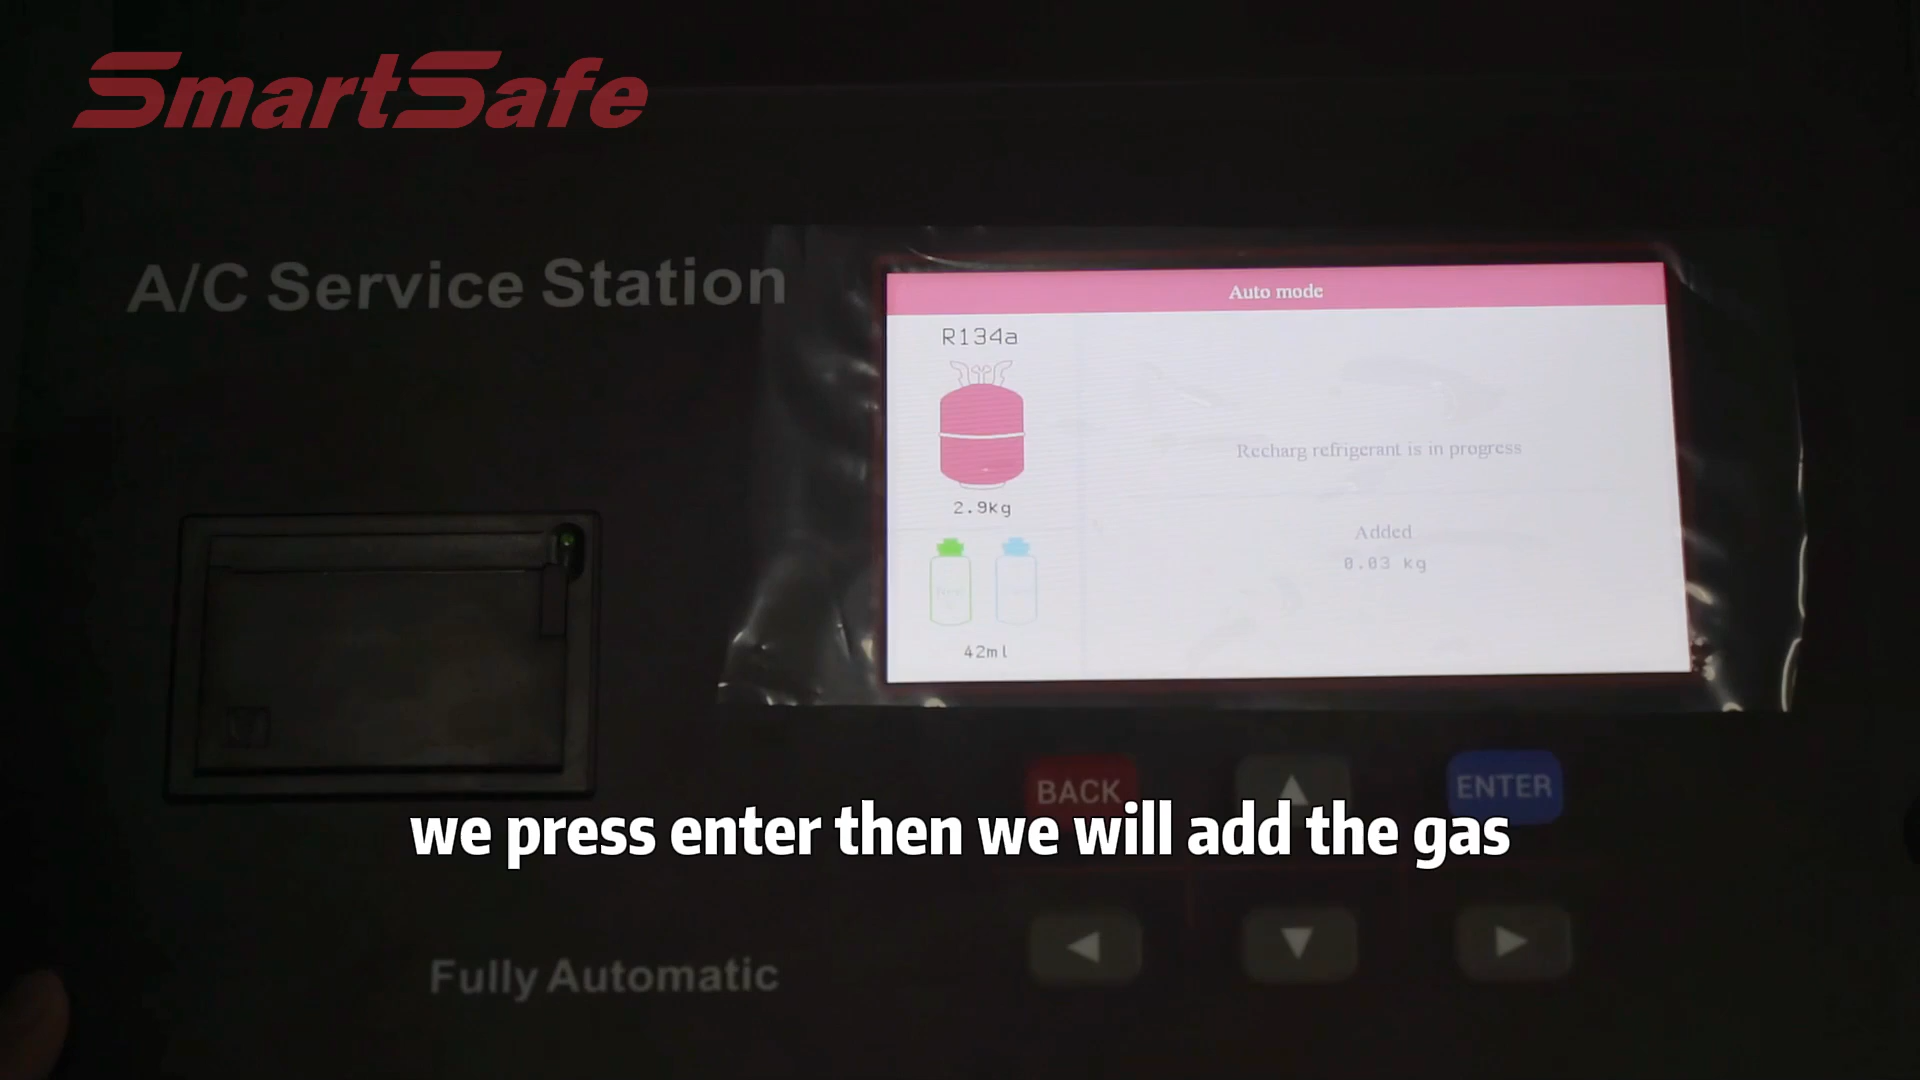 SmartSafe
A/C Service Station
Auto mode
R134a
2.9kg
42ml
Recharg refrigerant is in progress
Added
0.03 kg
BACK
ENTER
we press enter then we will add the gas
Fully Automatic